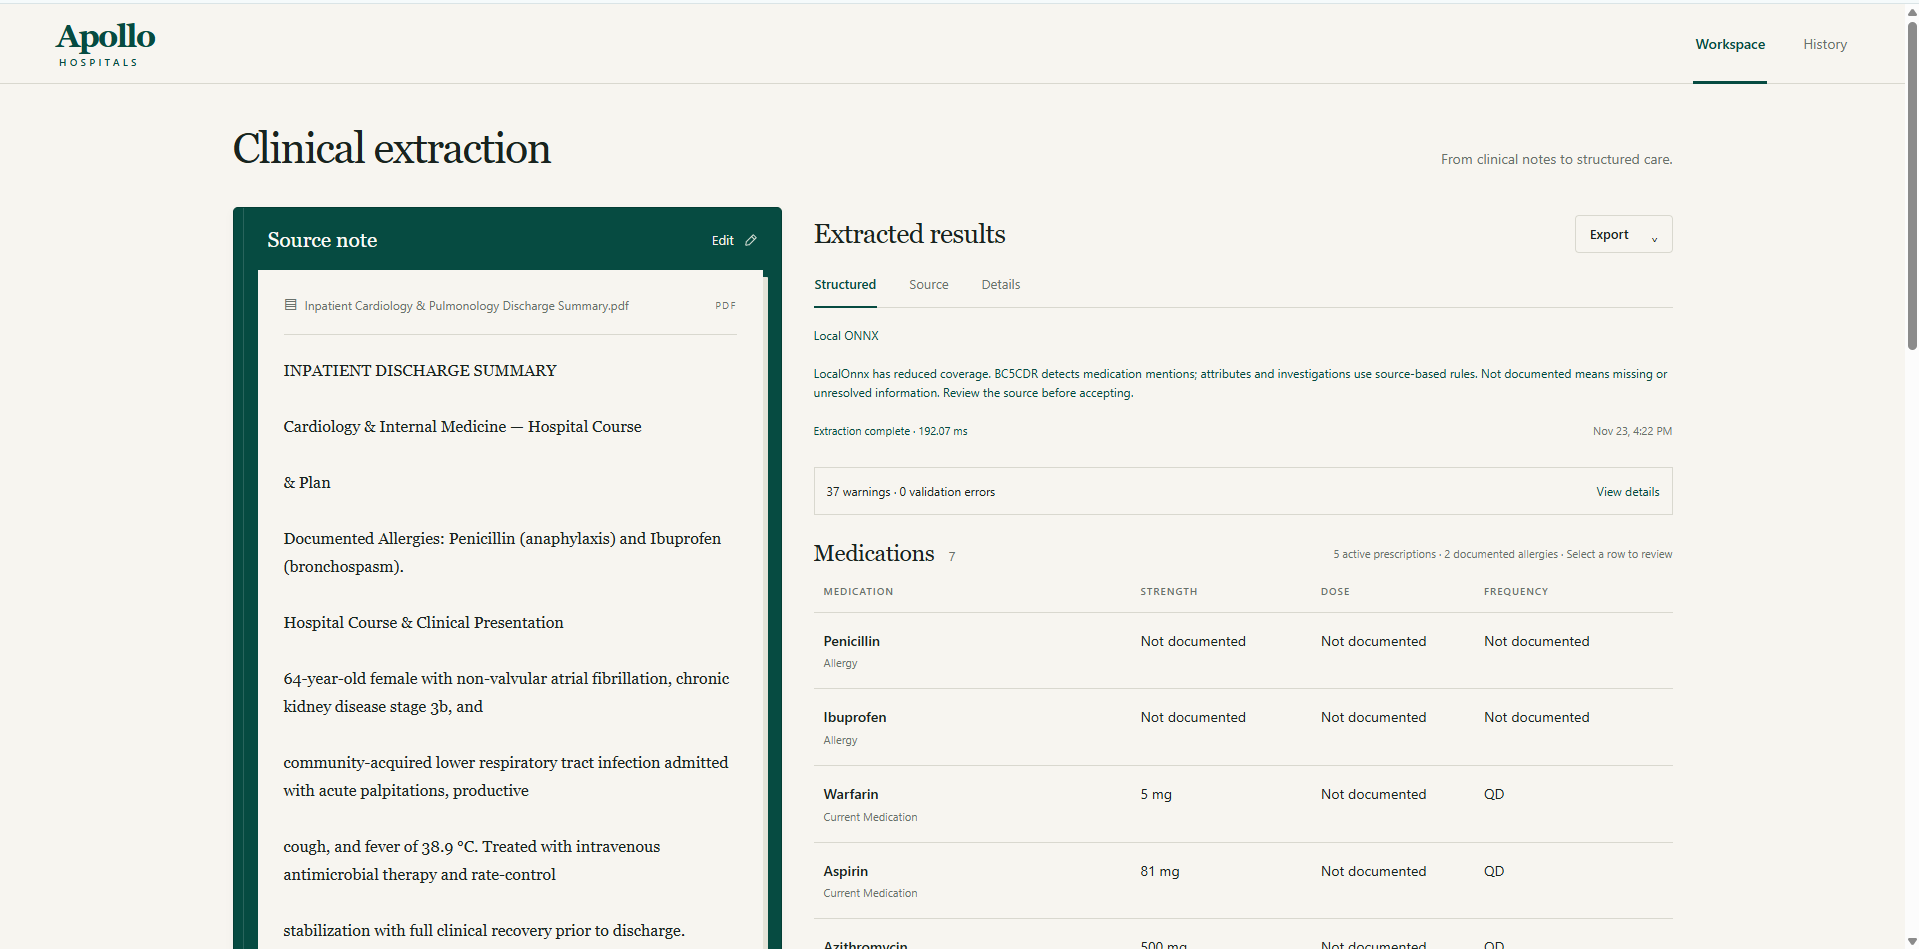 Apollo
HOSPITALS
Workspace
History
Clinical extraction
From clinical notes to structured care.
Source note
Edit
Inpatient Cardiology & Pulmonology Discharge Summary.pdf
PDF
INPATIENT DISCHARGE SUMMARY
Cardiology & Internal Medicine — Hospital Course
& Plan
Documented Allergies: Penicillin (anaphylaxis) and Ibuprofen
(bronchospasm).
Hospital Course & Clinical Presentation
64-year-old female with non-valvular atrial fibrillation, chronic
kidney disease stage 3b, and
community-acquired lower respiratory tract infection admitted
with acute palpitations, productive
cough, and fever of 38.9 °C. Treated with intravenous
antimicrobial therapy and rate-control
stabilization with full clinical recovery prior to discharge.
Extracted results
Export
Structured
Source
Details
Local ONNX
LocalOnnx has reduced coverage. BC5CDR detects medication mentions; attributes and investigations use source-based rules. Not documented means missing or
unresolved information. Review the source before accepting.
Extraction complete · 192.07 ms
Nov 23, 4:22 PM
37 warnings · 0 validation errors
View details
Medications 7
5 active prescriptions · 2 documented allergies · Select a row to review
MEDICATION STRENGTH DOSE FREQUENCY
Penicillin Not documented Not documented Not documented
Allergy
Ibuprofen Not documented Not documented Not documented
Allergy
Warfarin 5 mg Not documented QD
Current Medication
Aspirin 81 mg Not documented QD
Current Medication
Azithromycin 500 mg Not documented QD